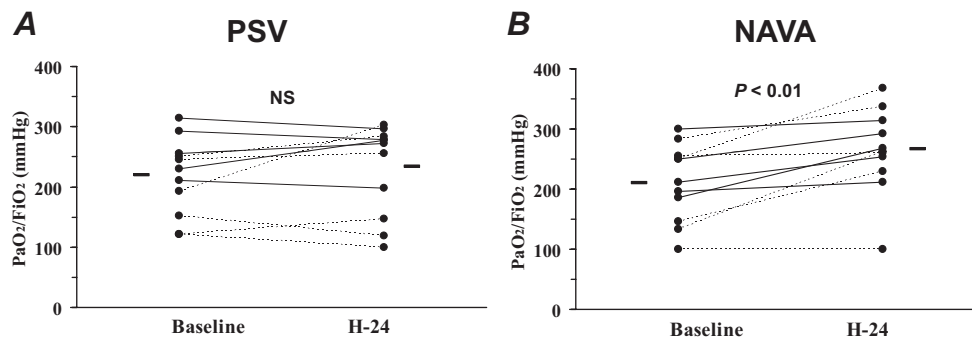 A
PSV
PaO2/FiO2 (mmHg)
400
300
200
100
0
NS
Baseline
H-24
B
NAVA
PaO2/FiO2 (mmHg)
400
300
200
100
0
P < 0.01
Baseline
H-24